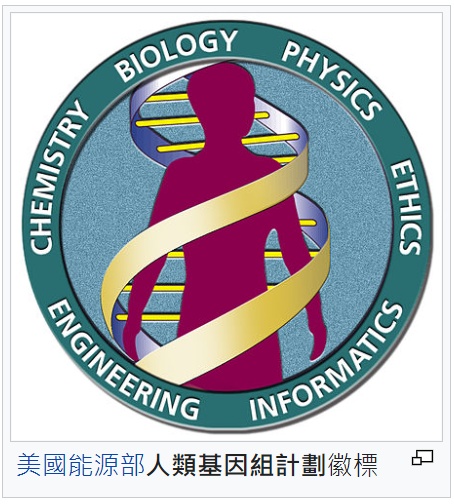 CHEMISTRY
BIOLOGY
PHYSICS
ETHICS
INFORMATICS
ENGINEERING
美國能源部人類基因組計劃徽標